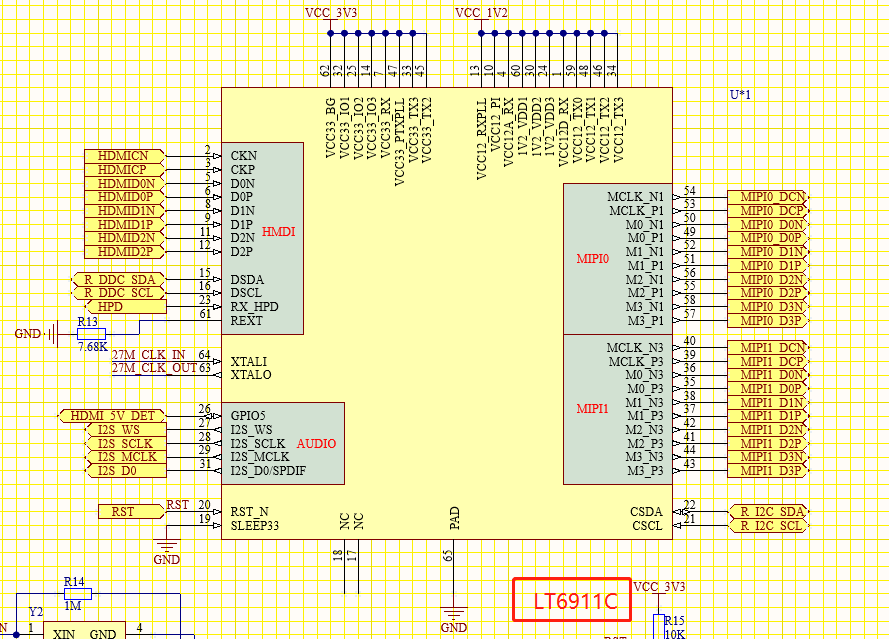 VCC_3V3 VCC_1V2
62 32 25 14 7 47 33 45 13 10 4 60 30 24 1 59 48 46 34
U*1
VCC33_BG
VCC33_IO1
VCC33_IO2
VCC33_IO3
VCC33_RX
VCC33_PTXPLL
VCC33_TX3
VCC33_TX2
VCC12_RXPLL
VCC12_PI
VCC12A_RX
1V2_VDD1
1V2_VDD2
1V2_VDD3
VCC12D_RX
VCC12_TX0
VCC12_TX1
VCC12_TX2
VCC12_TX3
HDMICN 2 CKN
HDMICP 3 CKP
HDMID0N 5 D0N
HDMID0P 6 D0P
HDMID1N 8 D1N
HDMID1P 9 D1P
HDMID2N 11 D2N
HDMID2P 12 D2P
HMDI
R_DDC_SDA 15 DSDA
R_DDC_SCL 16 DSCL
HPD 23 RX_HPD
61 REXT
GND R13
7.68K
27M_CLK_IN 64 XTALI
27M_CLK_OUT 63 XTALO
HDMI_5V_DET 26 GPIO5
I2S_WS 27 I2S_WS
I2S_SCLK 28 I2S_SCLK
AUDIO
I2S_MCLK 29 I2S_MCLK
I2S_D0 31 I2S_D0/SPDIF
RST RST 20 RST_N
19 SLEEP33
GND
MCLK_N1 54 MIPI0_DCN
MCLK_P1 53 MIPI0_DCP
M0_N1 50 MIPI0_D0N
M0_P1 49 MIPI0_D0P
M1_N1 52 MIPI0_D1N
MIPI0
M1_P1 51 MIPI0_D1P
M2_N1 56 MIPI0_D2N
M2_P1 55 MIPI0_D2P
M3_N1 58 MIPI0_D3N
M3_P1 57 MIPI0_D3P
MCLK_N3 40 MIPI1_DCN
MCLK_P3 39 MIPI1_DCP
M0_N3 36 MIPI1_D0N
M0_P3 35 MIPI1_D0P
M1_N3 38 MIPI1_D1N
MIPI1
M1_P3 37 MIPI1_D1P
M2_N3 42 MIPI1_D2N
M2_P3 41 MIPI1_D2P
M3_N3 44 MIPI1_D3N
M3_P3 43 MIPI1_D3P
CSDA 22 R_I2C_SDA
CSCL 21 R_I2C_SCL
NC NC PAD
18 17 65
GND
LT6911C
VCC_3V3
R15
10K
R14
1M
Y2
N 1 XIN GND 4